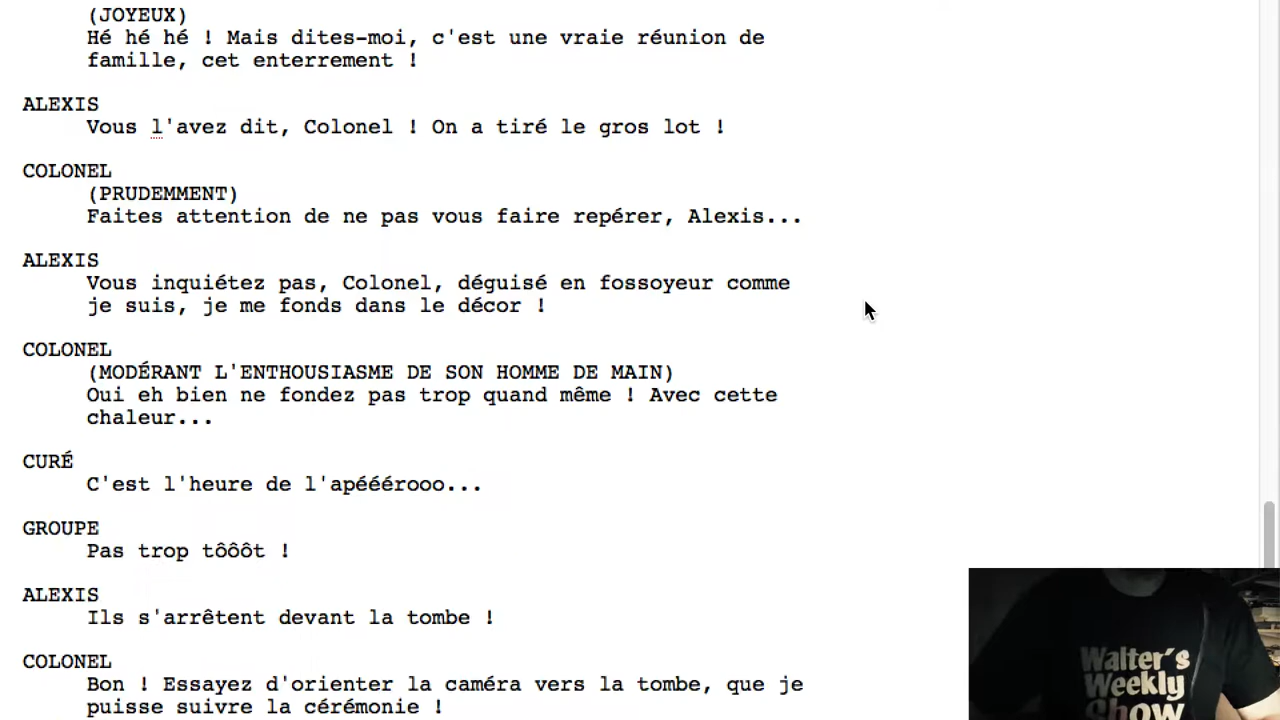 (JOYEUX)
Hé hé hé ! Mais dites-moi, c'est une vraie réunion de
famille, cet enterrement !
ALEXIS
Vous l'avez dit, Colonel ! On a tiré le gros lot !
COLONEL
(PRUDEMMENT)
Faites attention de ne pas vous faire repérer, Alexis...
ALEXIS
Vous inquiétez pas, Colonel, déguisé en fossoyeur comme
je suis, je me fonds dans le décor !
COLONEL
(MODÉRANT L'ENTHOUSIASME DE SON HOMME DE MAIN)
Oui eh bien ne fondez pas trop quand même ! Avec cette
chaleur...
CURÉ
C'est l'heure de l'apééérooo...
GROUPE
Pas trop tôôôt !
ALEXIS
Ils s'arrêtent devant la tombe !
COLONEL
Bon ! Essayez d'orienter la caméra vers la tombe, que je
puisse suivre la cérémonie !
Walter's
Weekly
Show